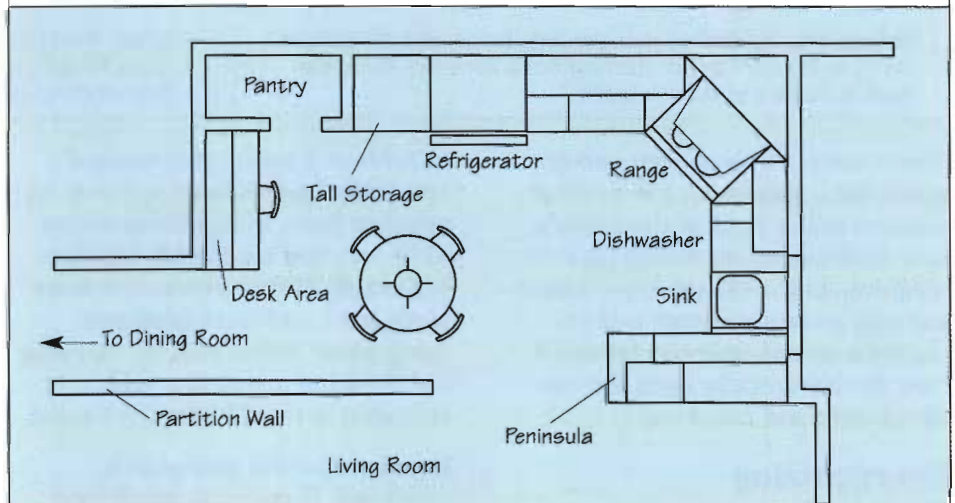 Pantry
Refrigerator
Range
Tall Storage
Dishwasher
Desk Area
Sink
To Dining Room
Partition Wall
Peninsula
Living Room